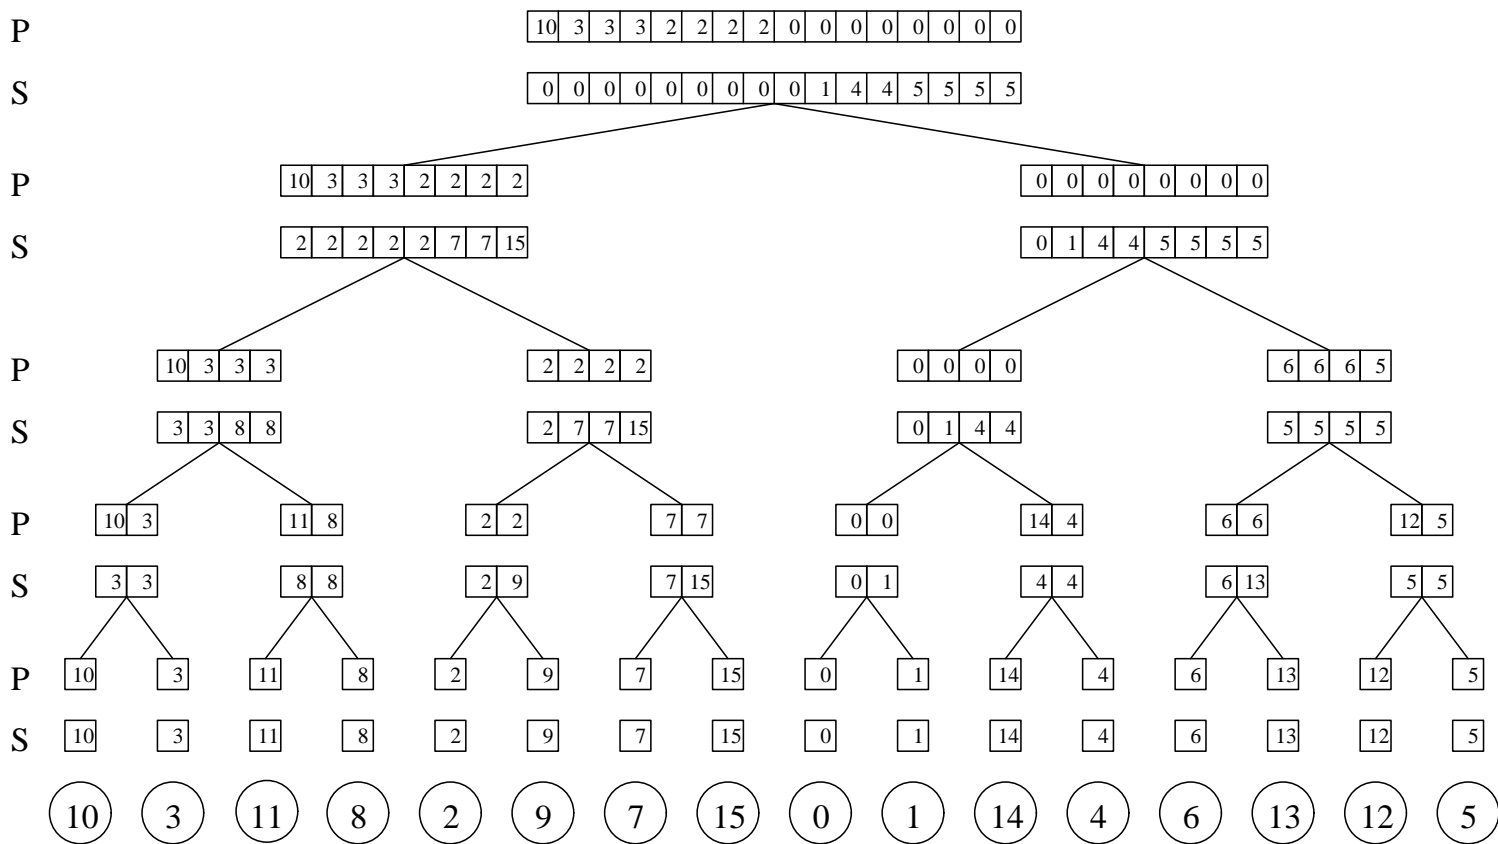 P 10 3 3 3 2 2 2 2 0 0 0 0 0 0 0 0
S 0 0 0 0 0 0 0 0 0 1 4 4 5 5 5 5
P 10 3 3 3 2 2 2 2 0 0 0 0 0 0 0 0
S 2 2 2 2 2 7 7 15 0 1 4 4 5 5 5 5
P 10 3 3 3 2 2 2 2 0 0 0 0 6 6 6 5
S 3 3 8 8 2 7 7 15 0 1 4 4 5 5 5 5
P 10 3 11 8 2 2 7 7 0 0 14 4 6 6 12 5
S 3 3 8 8 2 9 7 15 0 1 4 4 6 13 5 5
P 10 3 11 8 2 9 7 15 0 1 14 4 6 13 12 5
S 10 3 11 8 2 9 7 15 0 1 14 4 6 13 12 5
10 3 11 8 2 9 7 15 0 1 14 4 6 13 12 5